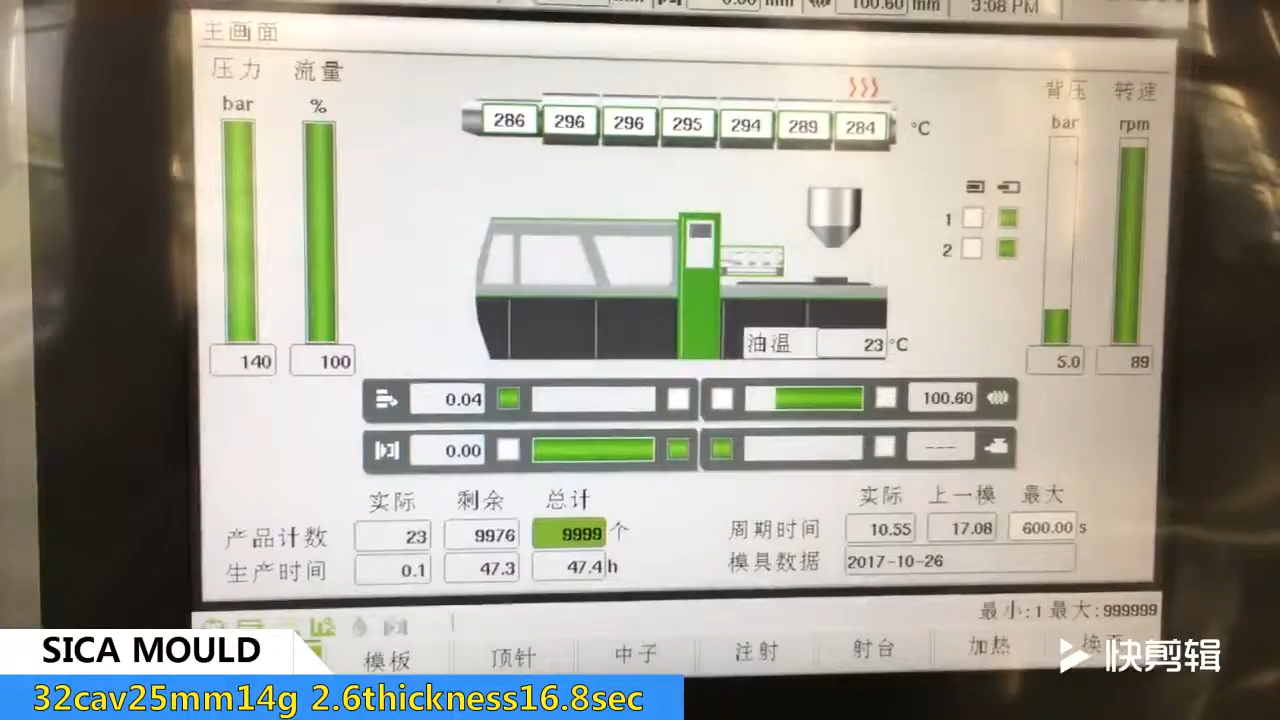 100.60 mm
3:08 PM
主画面
压力 流量
bar %
286 296 296 295 294 289 284 °C
背压 转速
bar rpm
1
2
油温 23 °C
140 100
5.0 89
0.04 100.60
0.00 ---
实际 剩余 总计
产品计数 23 9976 9999 个
生产时间 0.1 47.3 47.4 h
实际 上一模 最大
周期时间 10.55 17.08 600.00 s
模具数据 2017-10-26
最小:1 最大:999999
模板 顶针 中子 注射 射台 加热
快剪辑
SICA MOULD
32cav25mm14g 2.6thickness16.8sec